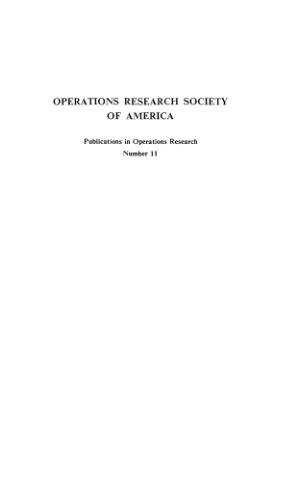 OPERATIONS RESEARCH SOCIETY
OF AMERICA
Publications in Operations Research
Number 11